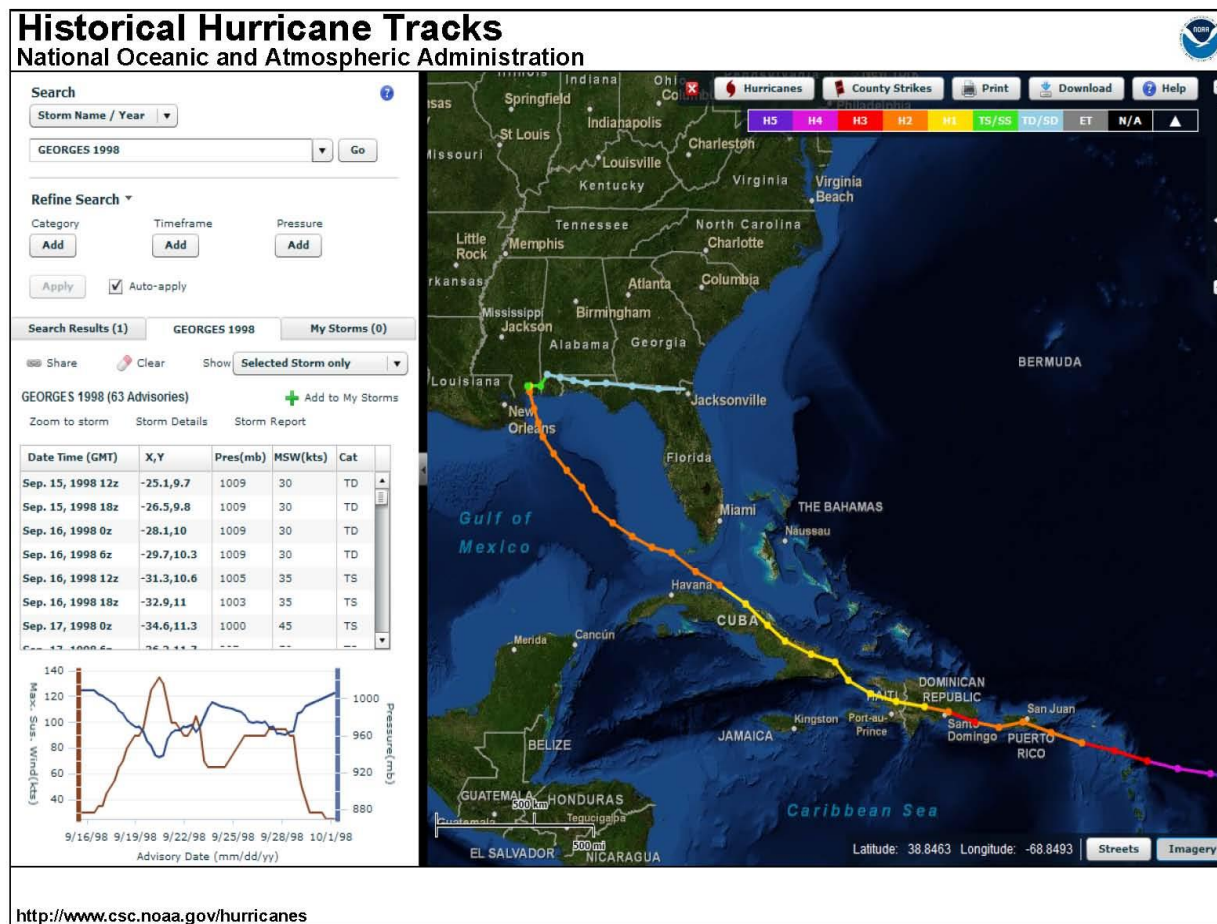 Historical Hurricane Tracks
National Oceanic and Atmospheric Administration
NOAA
Search
?
Storm Name / Year
GEORGES 1998
Go
Refine Search
Category Timeframe Pressure
Add Add Add
Apply Auto-apply
Search Results (1) GEORGES 1998 My Storms (0)
Share Clear Show Selected Storm only
GEORGES 1998 (63 Advisories) Add to My Storms
Zoom to storm Storm Details Storm Report
Date Time (GMT) X,Y Pres(mb) MSW(kts) Cat
Sep. 15, 1998 12z -25.1,9.7 1009 30 TD
Sep. 15, 1998 18z -26.5,9.8 1009 30 TD
Sep. 16, 1998 0z -28.1,10 1009 30 TD
Sep. 16, 1998 6z -29.7,10.3 1009 30 TD
Sep. 16, 1998 12z -31.3,10.6 1005 35 TS
Sep. 16, 1998 18z -32.9,11 1003 35 TS
Sep. 17, 1998 0z -34.6,11.3 1000 45 TS
140
120
100
80
60
40
Max. Sus. Wind(kts)
1000
960
920
880
Pressure(mb)
9/16/98 9/19/98 9/22/98 9/25/98 9/28/98 10/1/98
Advisory Date (mm/dd/yy)
Hurricanes County Strikes Print Download ? Help
H5 H4 H3 H2 H1 TS/SS TD/SD ET N/A
Indiana
Springfield
Indianapolis
St Louis
Missouri
Louisville
Charleston
Kentucky
Virginia
Virginia
Beach
Tennessee
North Carolina
Little
Rock
Memphis
Charlotte
Arkansas
Atlanta
Columbia
Birmingham
Mississippi
Jackson
Alabama
Georgia
BERMUDA
Louisiana
New
Orleans
Jacksonville
Florida
Gulf of
Mexico
Miami
THE BAHAMAS
Naussau
Havana
CUBA
Merida
Cancún
HAITI
DOMINICAN
REPUBLIC
San Juan
Kingston
Port-au-
Prince
Santo
Domingo
PUERTO
RICO
JAMAICA
BELIZE
GUATEMALA
HONDURAS
500 km
Guatemala
Tegucigalpa
Caribbean Sea
500 mi
EL SALVADOR
NICARAGUA
Latitude: 38.8463 Longitude: -68.8493 Streets Imagery
http://www.csc.noaa.gov/hurricanes